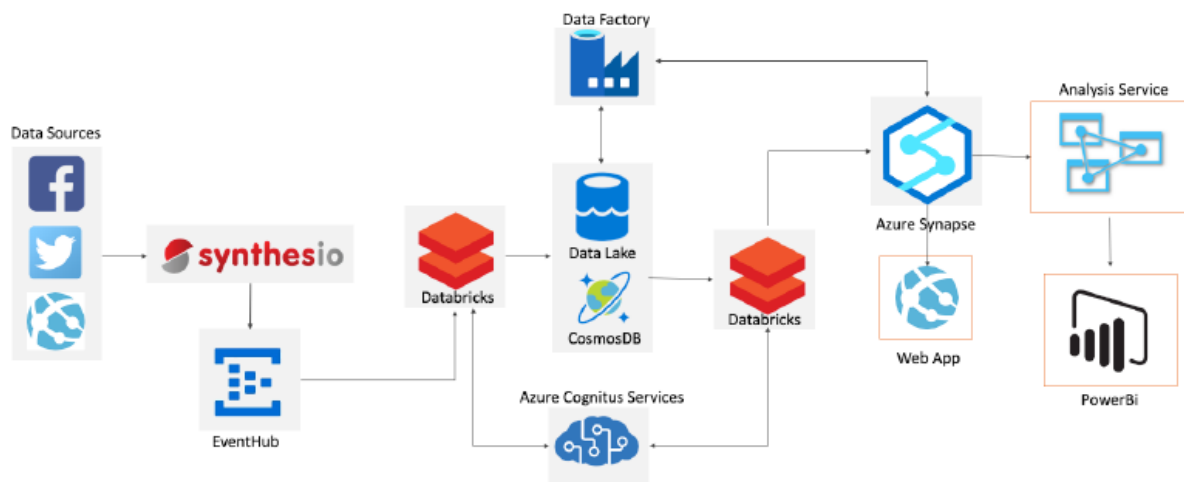 Data Factory
Analysis Service
Data Sources
synthesio
Databricks
Data Lake
CosmosDB
Databricks
Azure Synapse
Web App
PowerBi
EventHub
Azure Cognitus Services